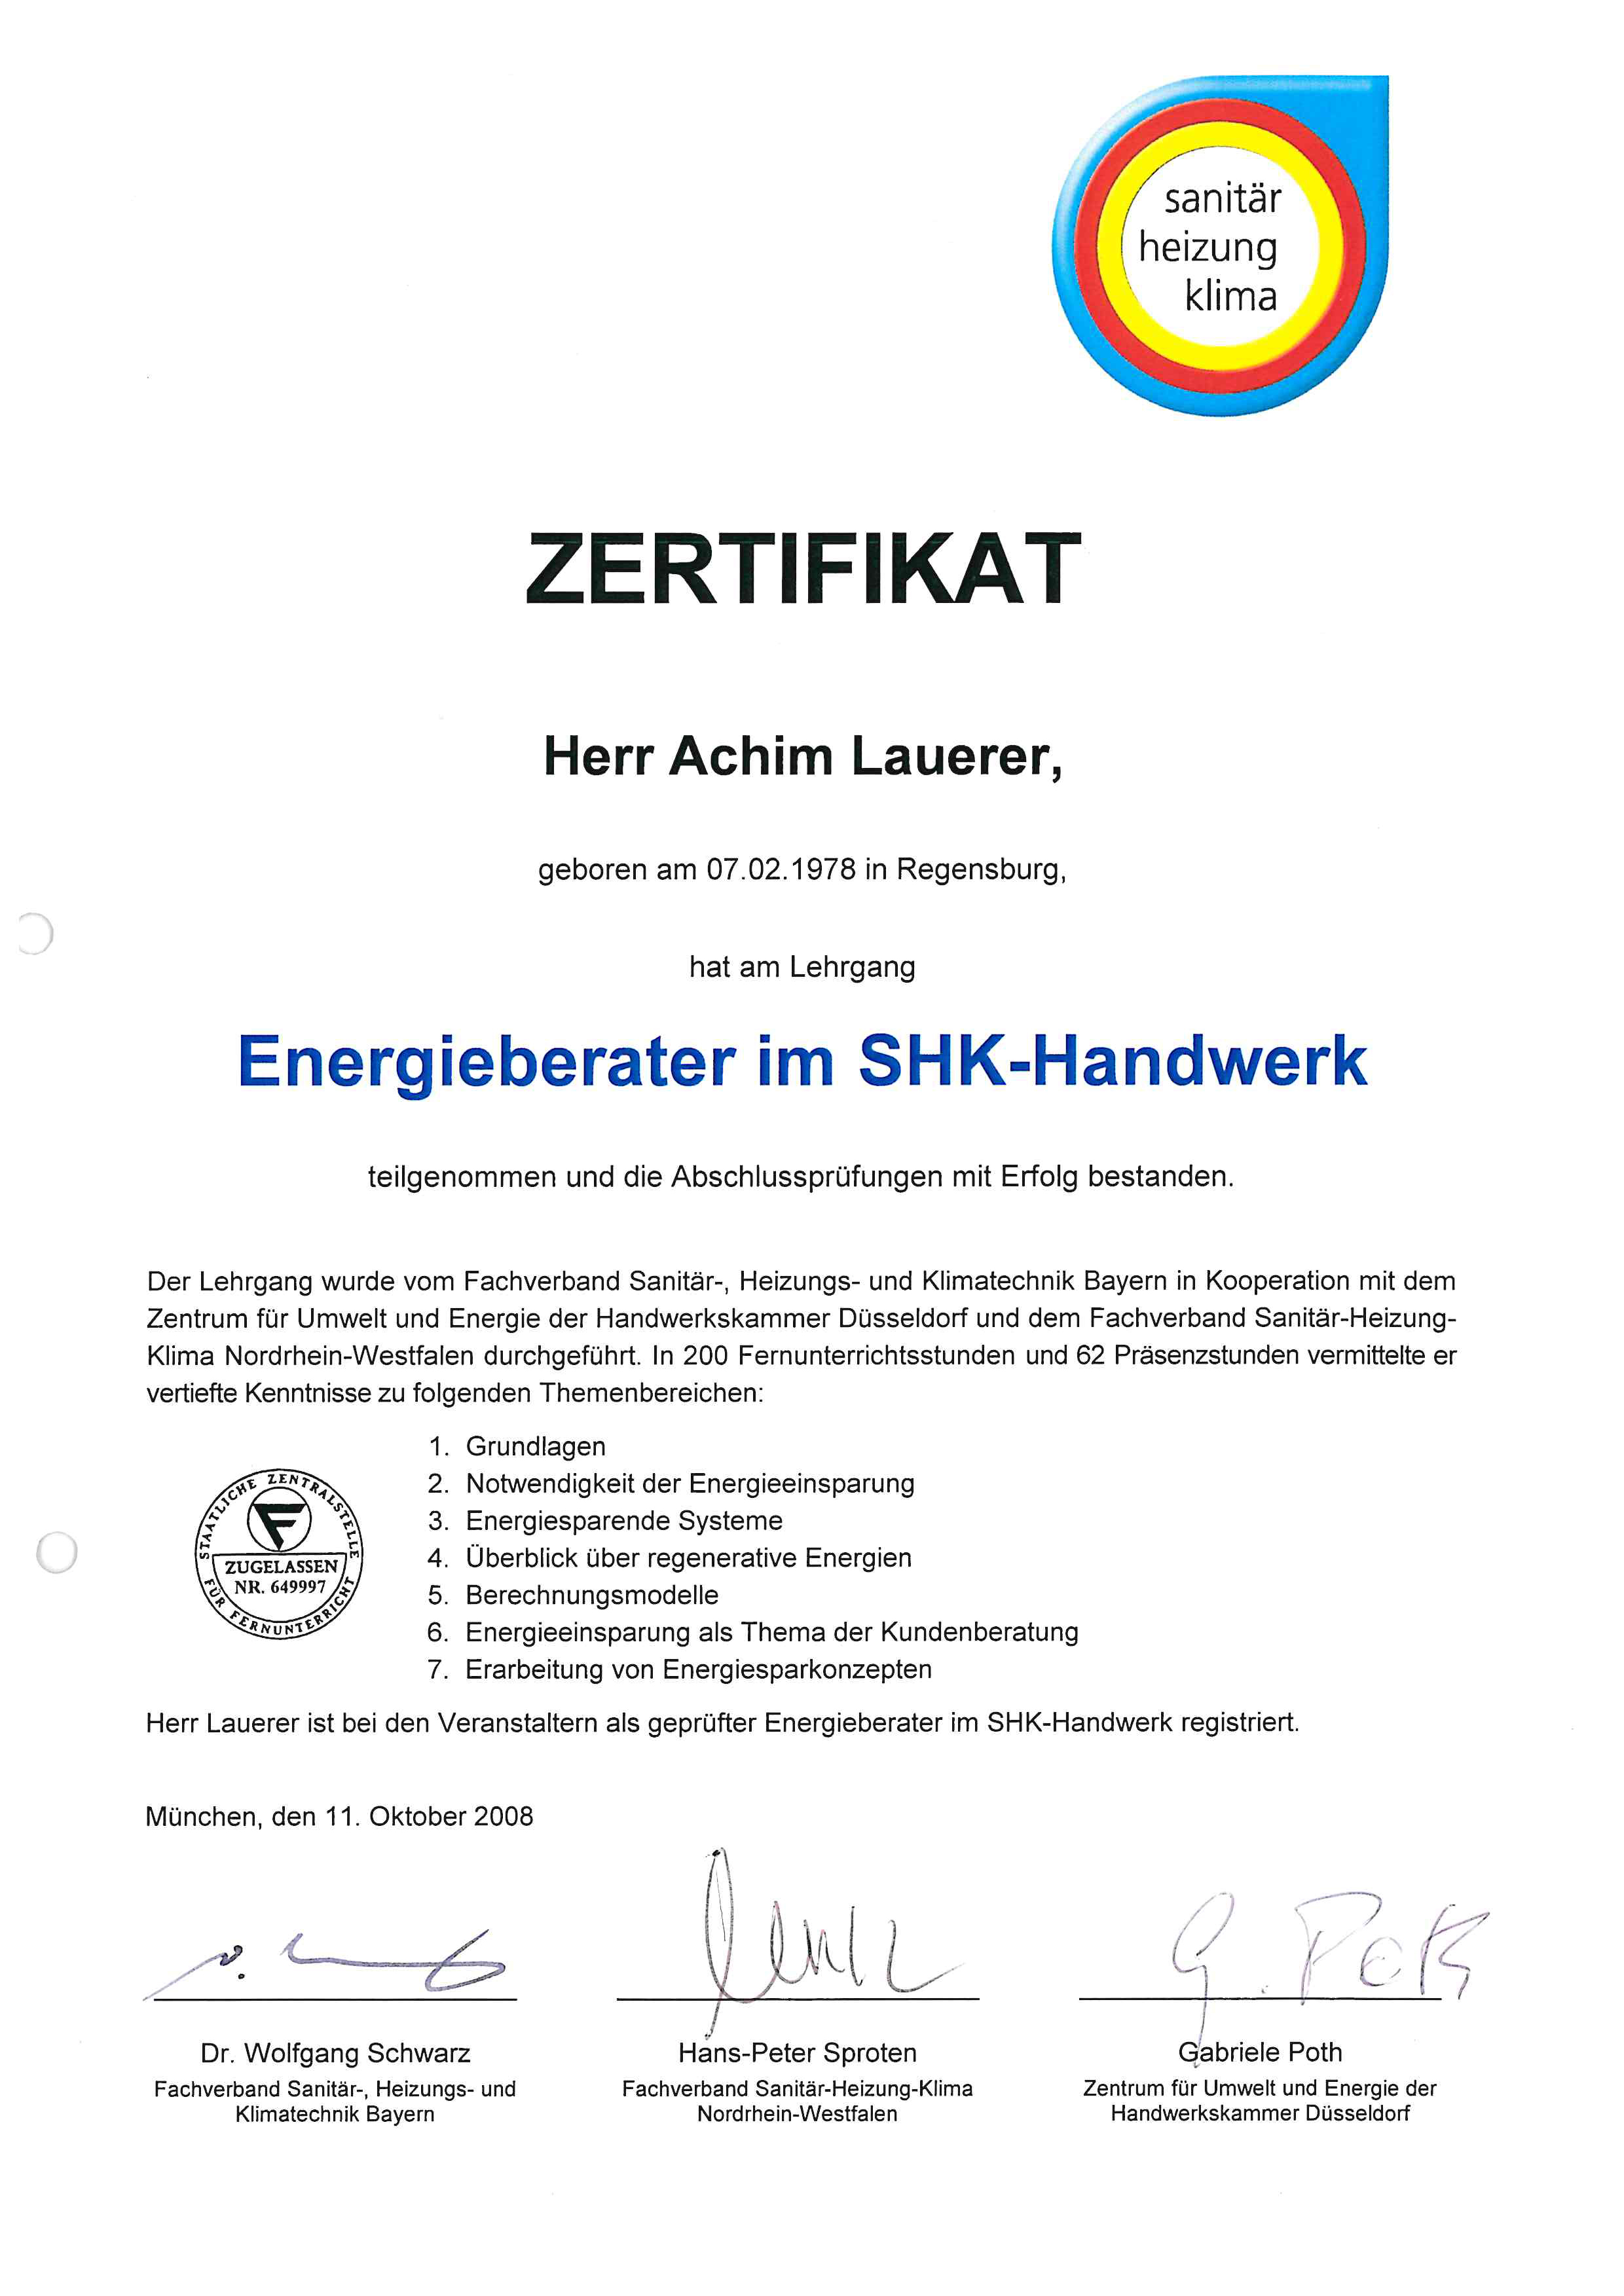 sanitär
heizung
klima
ZERTIFIKAT
Herr Achim Lauerer,
geboren am 07.02.1978 in Regensburg,
hat am Lehrgang
Energieberater im SHK-Handwerk
teilgenommen und die Abschlussprüfungen mit Erfolg bestanden.
Der Lehrgang wurde vom Fachverband Sanitär-, Heizungs- und Klimatechnik Bayern in Kooperation mit dem
Zentrum für Umwelt und Energie der Handwerkskammer Düsseldorf und dem Fachverband Sanitär-Heizung-
Klima Nordrhein-Westfalen durchgeführt. In 200 Fernunterrichtsstunden und 62 Präsenzstunden vermittelte er
vertiefte Kenntnisse zu folgenden Themenbereichen:
STAATLICHE ZENTRALSTELLE
FÜR FERNUNTERRICHT
F
ZUGELASSEN
NR. 649997
1. Grundlagen
2. Notwendigkeit der Energieeinsparung
3. Energiesparende Systeme
4. Überblick über regenerative Energien
5. Berechnungsmodelle
6. Energieeinsparung als Thema der Kundenberatung
7. Erarbeitung von Energiesparkonzepten
Herr Lauerer ist bei den Veranstaltern als geprüfter Energieberater im SHK-Handwerk registriert.
München, den 11. Oktober 2008
G. Poth
Dr. Wolfgang Schwarz
Fachverband Sanitär-, Heizungs- und
Klimatechnik Bayern
Hans-Peter Sproten
Fachverband Sanitär-Heizung-Klima
Nordrhein-Westfalen
Gabriele Poth
Zentrum für Umwelt und Energie der
Handwerkskammer Düsseldorf